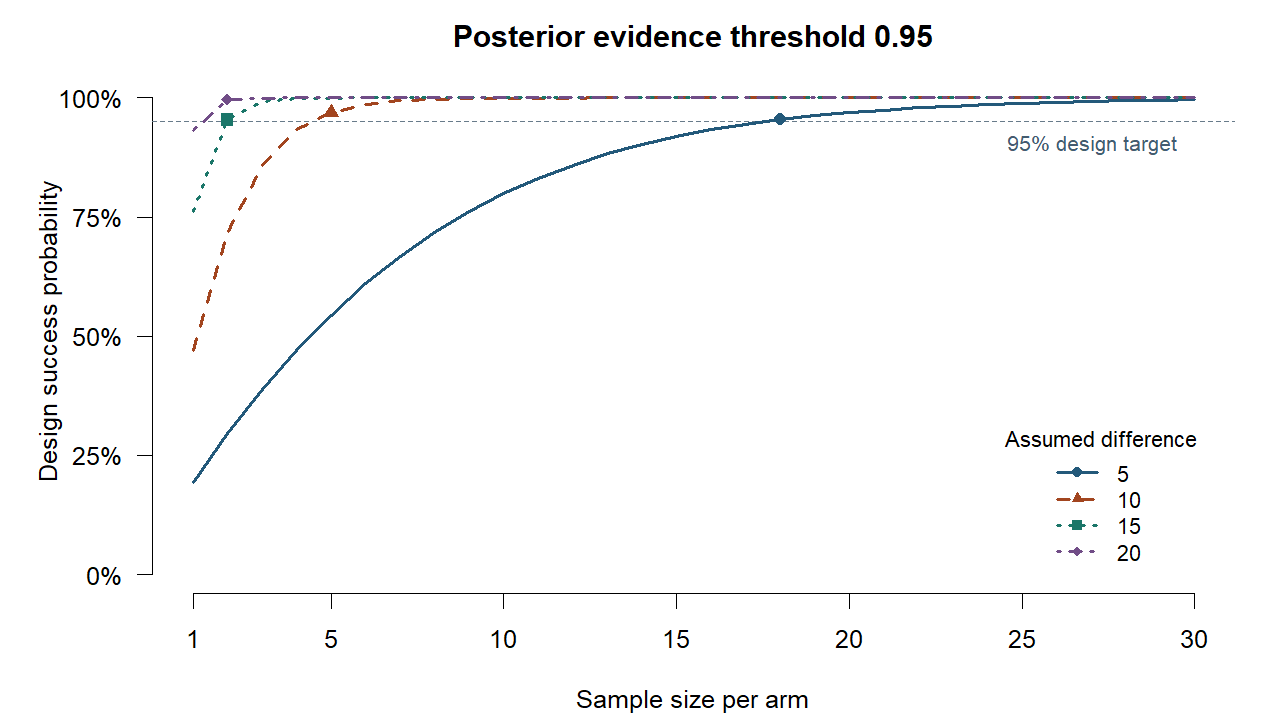 Posterior evidence threshold 0.95
Design success probability
100%
75%
50%
25%
0%
95% design target
Assumed difference
5
10
15
20
1 5 10 15 20 25 30
Sample size per arm